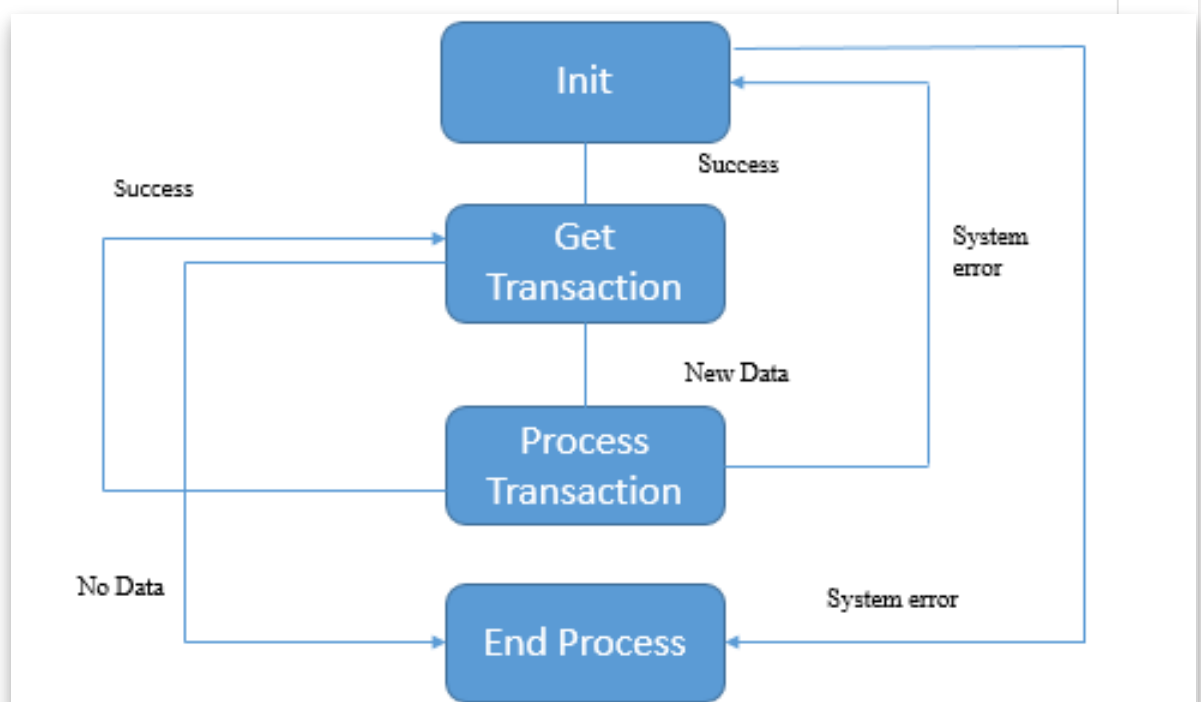 Init
Success
Success
Get
Transaction
System
error
New Data
Process
Transaction
No Data
System error
End Process